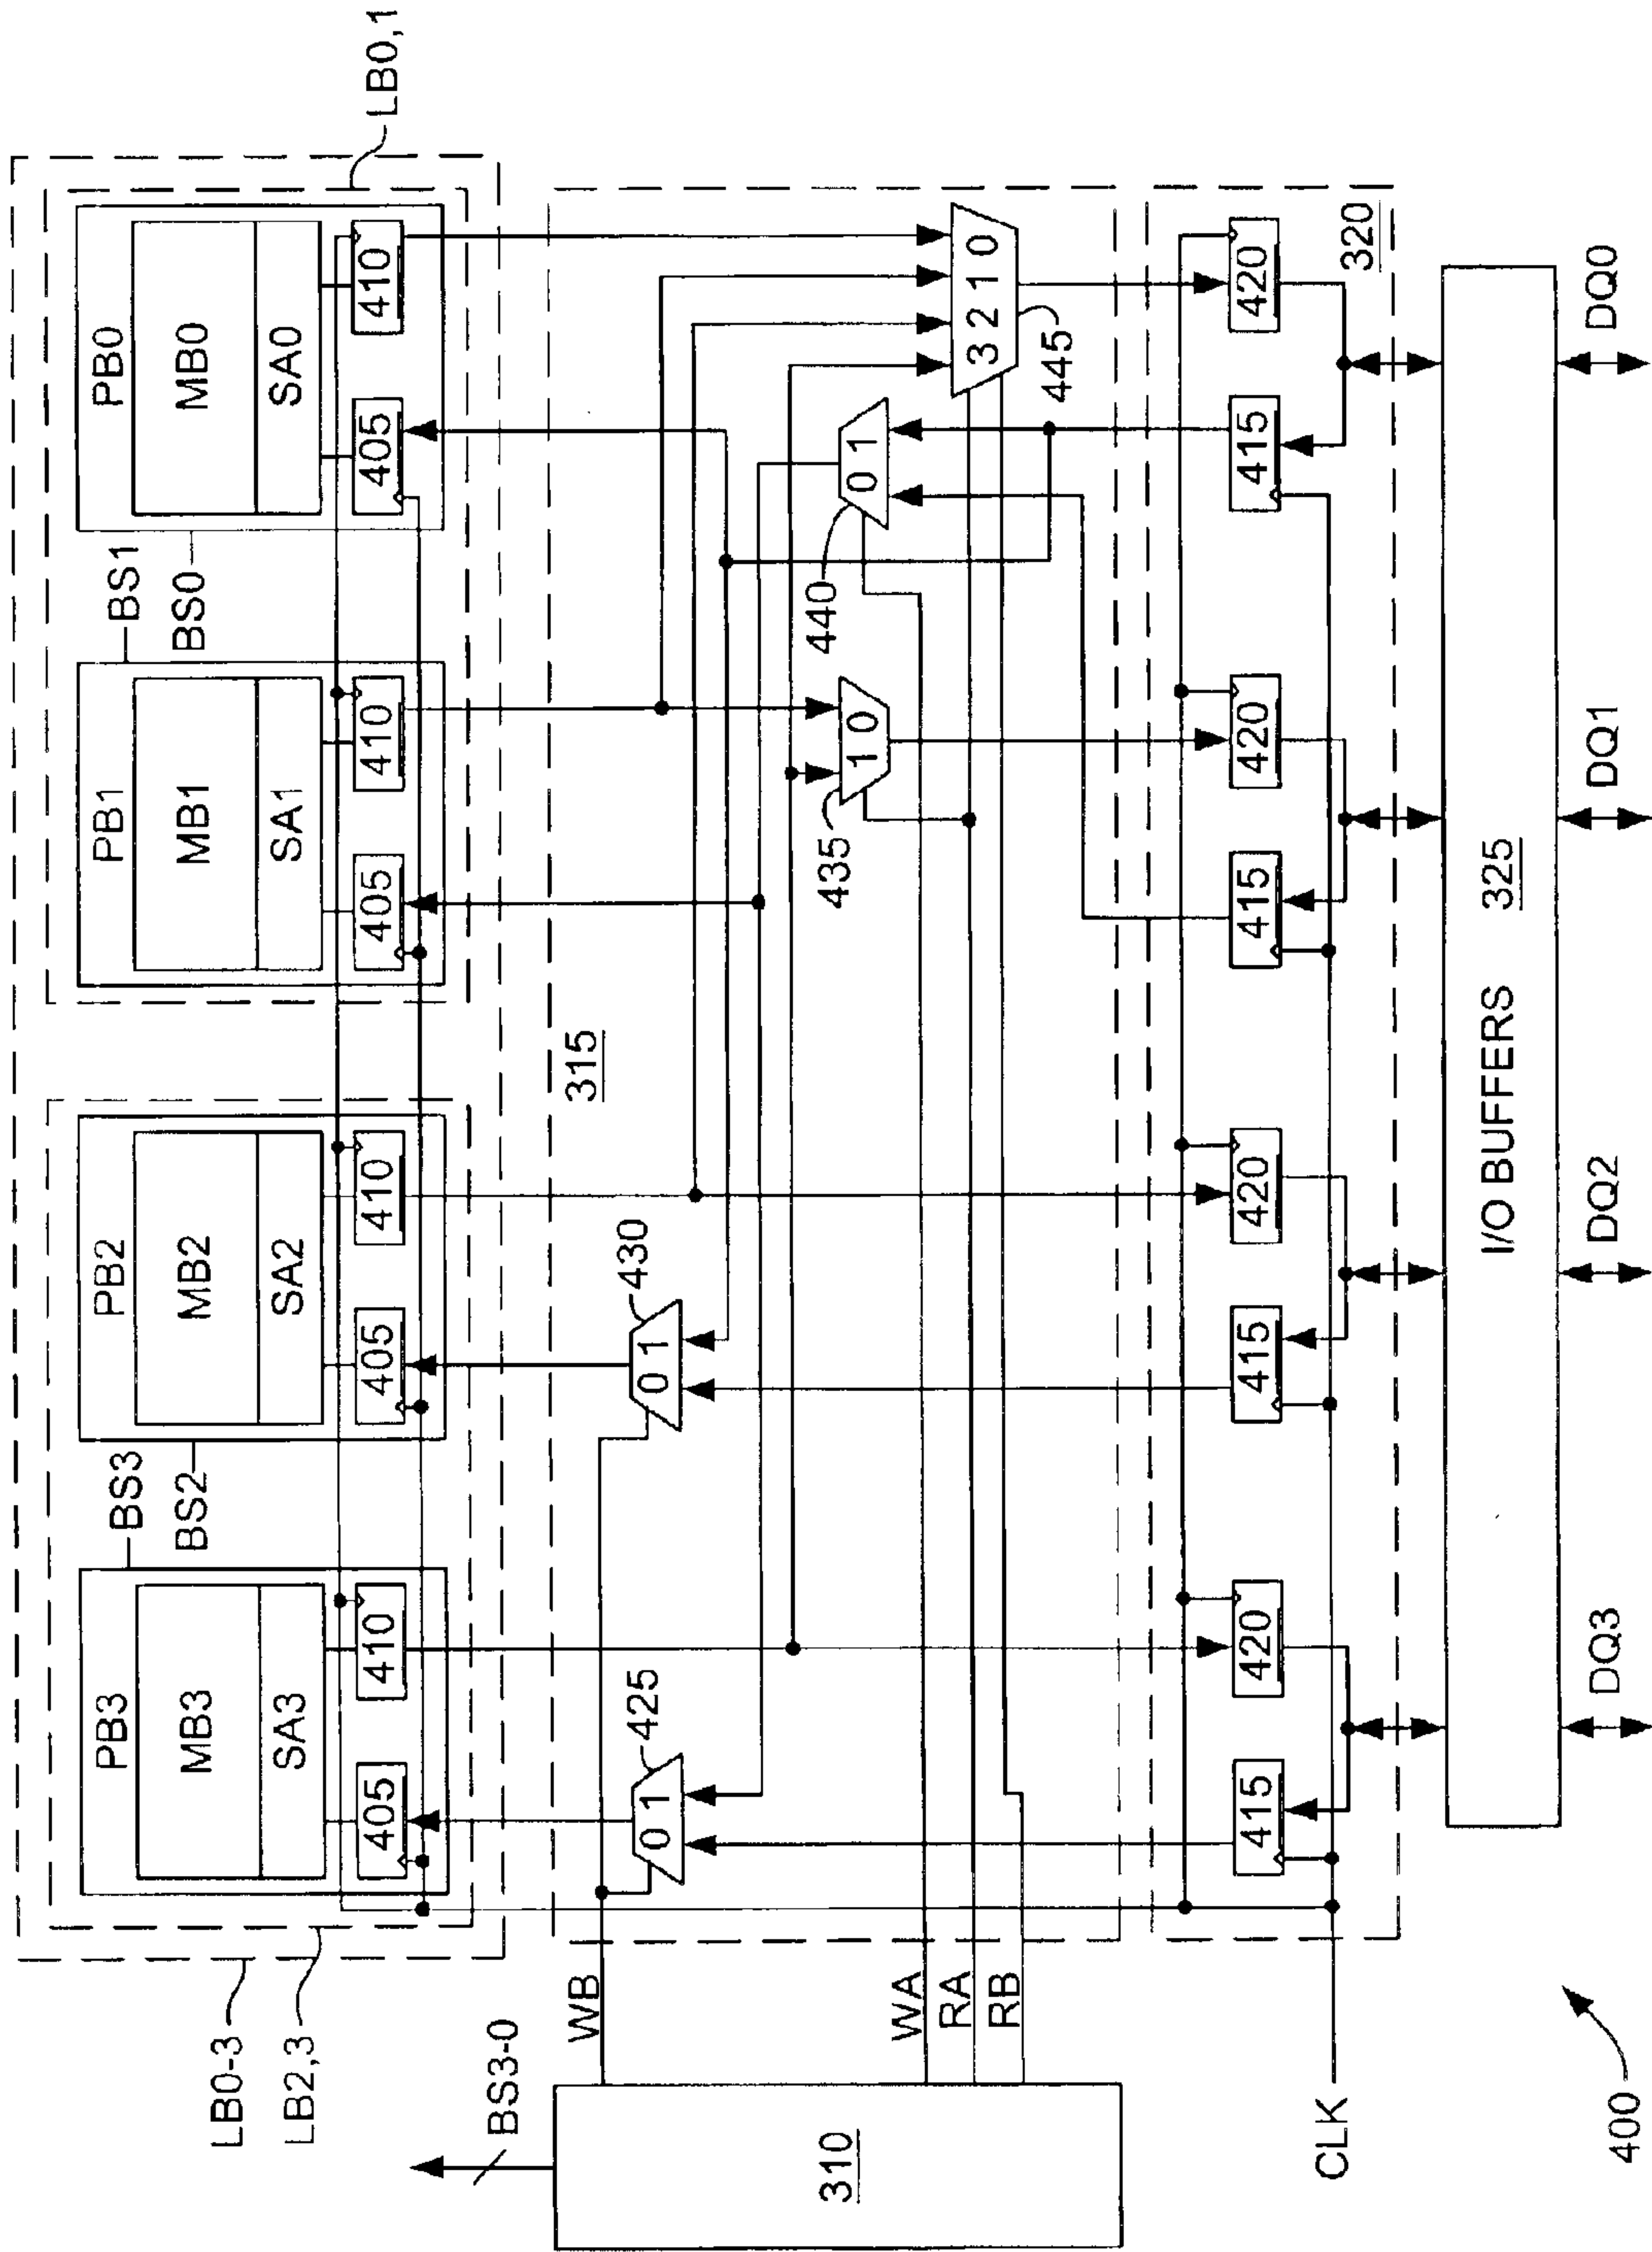 LB0-3
LB2,3
LB0,1
BS3
BS2
BS1
BS0
PB3
MB3
SA3
405
410
PB2
MB2
SA2
405
410
PB1
MB1
SA1
405
410
PB0
MB0
SA0
405
410
BS3-0
310
WB
WA
RA
RB
CLK
315
0 1
425
0 1
430
1 0
435
0 1
440
3 2 1 0
445
320
415
420
415
420
415
420
415
420
I/O BUFFERS 325
DQ3
DQ2
DQ1
DQ0
400